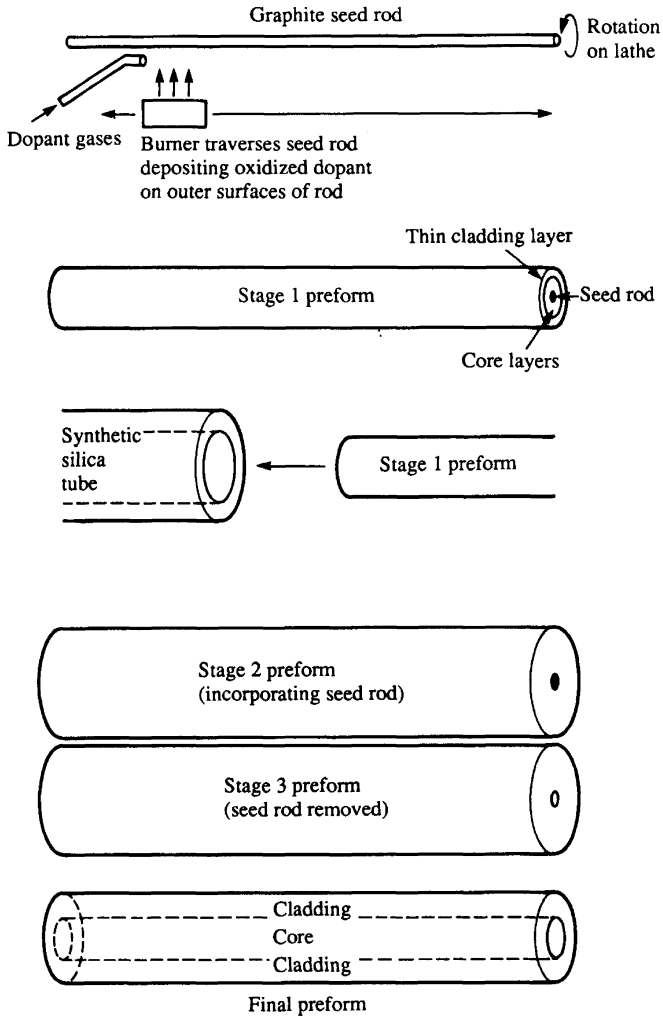 Graphite seed rod
Rotation
on lathe
Dopant gases
Burner traverses seed rod
depositing oxidized dopant
on outer surfaces of rod
Thin cladding layer
Stage 1 preform
Seed rod
Core layers
Synthetic
silica
tube
Stage 1 preform
Stage 2 preform
(incorporating seed rod)
Stage 3 preform
(seed rod removed)
Cladding
Core
Cladding
Final preform